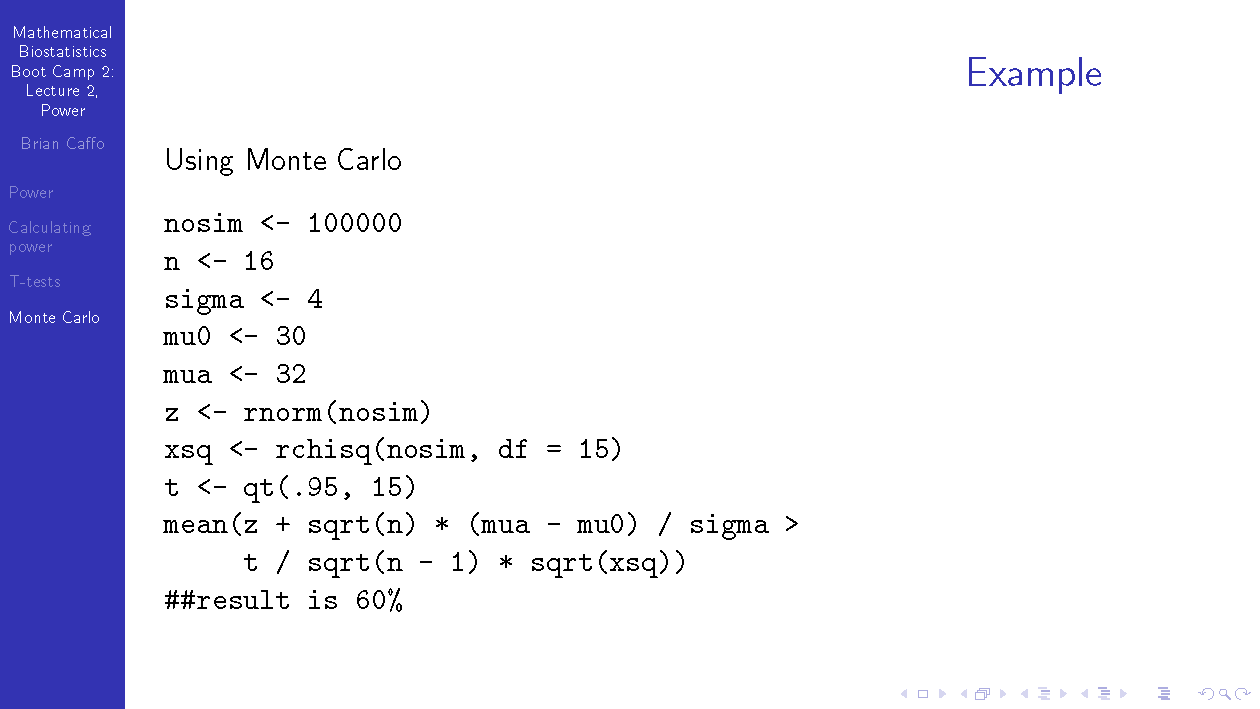 Mathematical
Biostatistics
Boot Camp 2:
Lecture 2,
Power
Brian Caffo
Power
Calculating
power
T-tests
Monte Carlo
Example
Using Monte Carlo
nosim <- 100000
n <- 16
sigma <- 4
mu0 <- 30
mua <- 32
z <- rnorm(nosim)
xsq <- rchisq(nosim, df = 15)
t <- qt(.95, 15)
mean(z + sqrt(n) * (mua - mu0) / sigma >
t / sqrt(n - 1) * sqrt(xsq))
##result is 60%